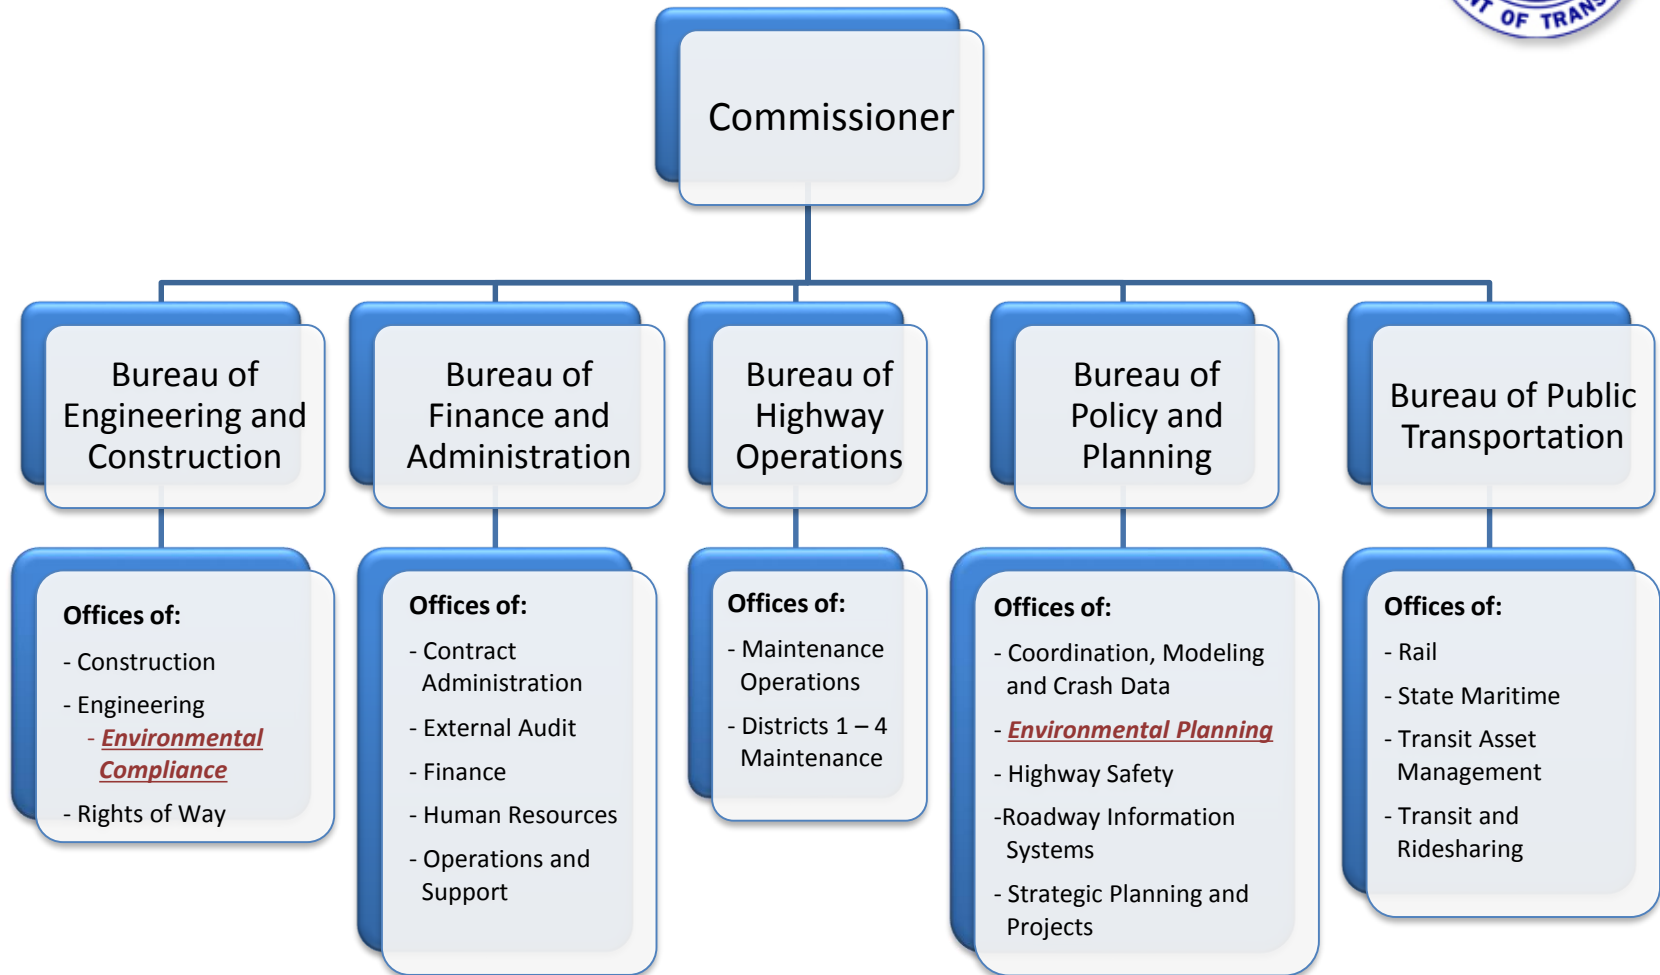 NT OF TRANS
Commissioner
Bureau of
Engineering and
Construction
Bureau of
Finance and
Administration
Bureau of
Highway
Operations
Bureau of
Policy and
Planning
Bureau of Public
Transportation
Offices of:
- Construction
- Engineering
- Environmental
Compliance
- Rights of Way
Offices of:
- Contract
Administration
- External Audit
- Finance
- Human Resources
- Operations and
Support
Offices of:
- Maintenance
Operations
- Districts 1 – 4
Maintenance
Offices of:
- Coordination, Modeling
and Crash Data
- Environmental Planning
- Highway Safety
-Roadway Information
Systems
- Strategic Planning and
Projects
Offices of:
- Rail
- State Maritime
- Transit Asset
Management
- Transit and
Ridesharing